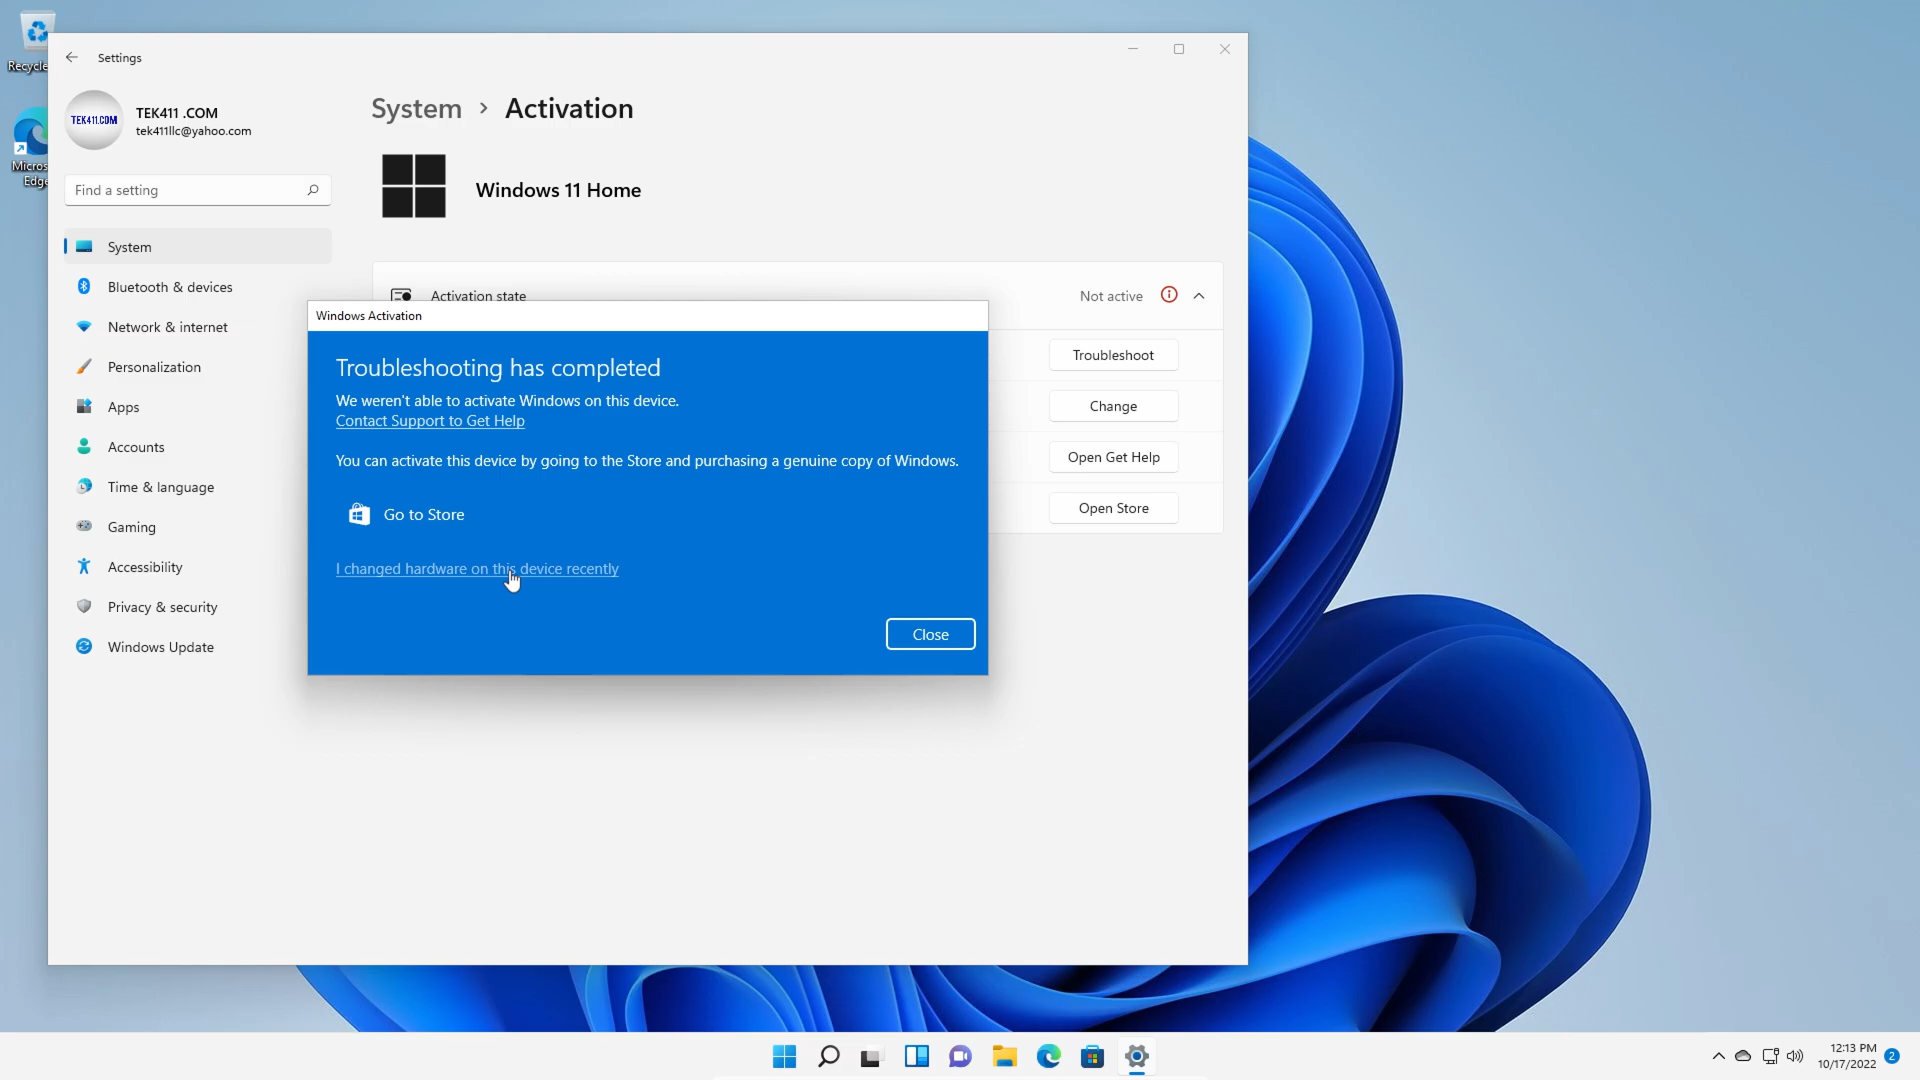 Recycle
Micros
Edge
Settings
TEK411.COM
TEK411 .COM
tek411llc@yahoo.com
Find a setting
System
Bluetooth & devices
Network & internet
Personalization
Apps
Accounts
Time & language
Gaming
Accessibility
Privacy & security
Windows Update
System > Activation
Windows 11 Home
Activation state
Not active
Troubleshoot
Change
Open Get Help
Open Store
Windows Activation
Troubleshooting has completed
We weren't able to activate Windows on this device.
Contact Support to Get Help
You can activate this device by going to the Store and purchasing a genuine copy of Windows.
Go to Store
I changed hardware on this device recently
Close
12:13 PM
10/17/2022
2